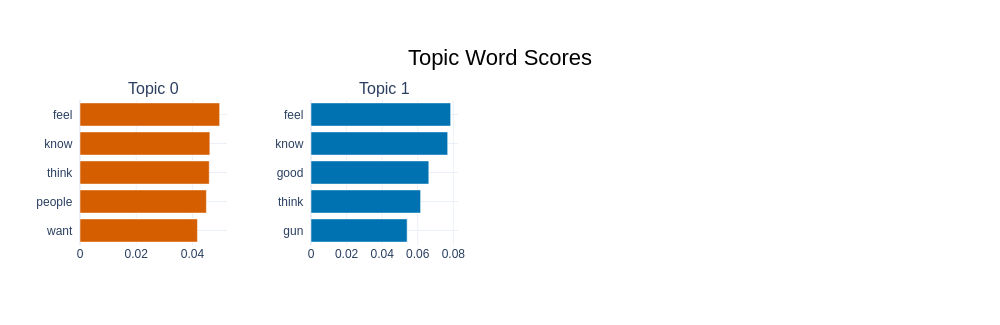 Topic Word Scores
Topic 0
feel
know
think
people
want
0 0.02 0.04
Topic 1
feel
know
good
think
gun
0 0.02 0.04 0.06 0.08